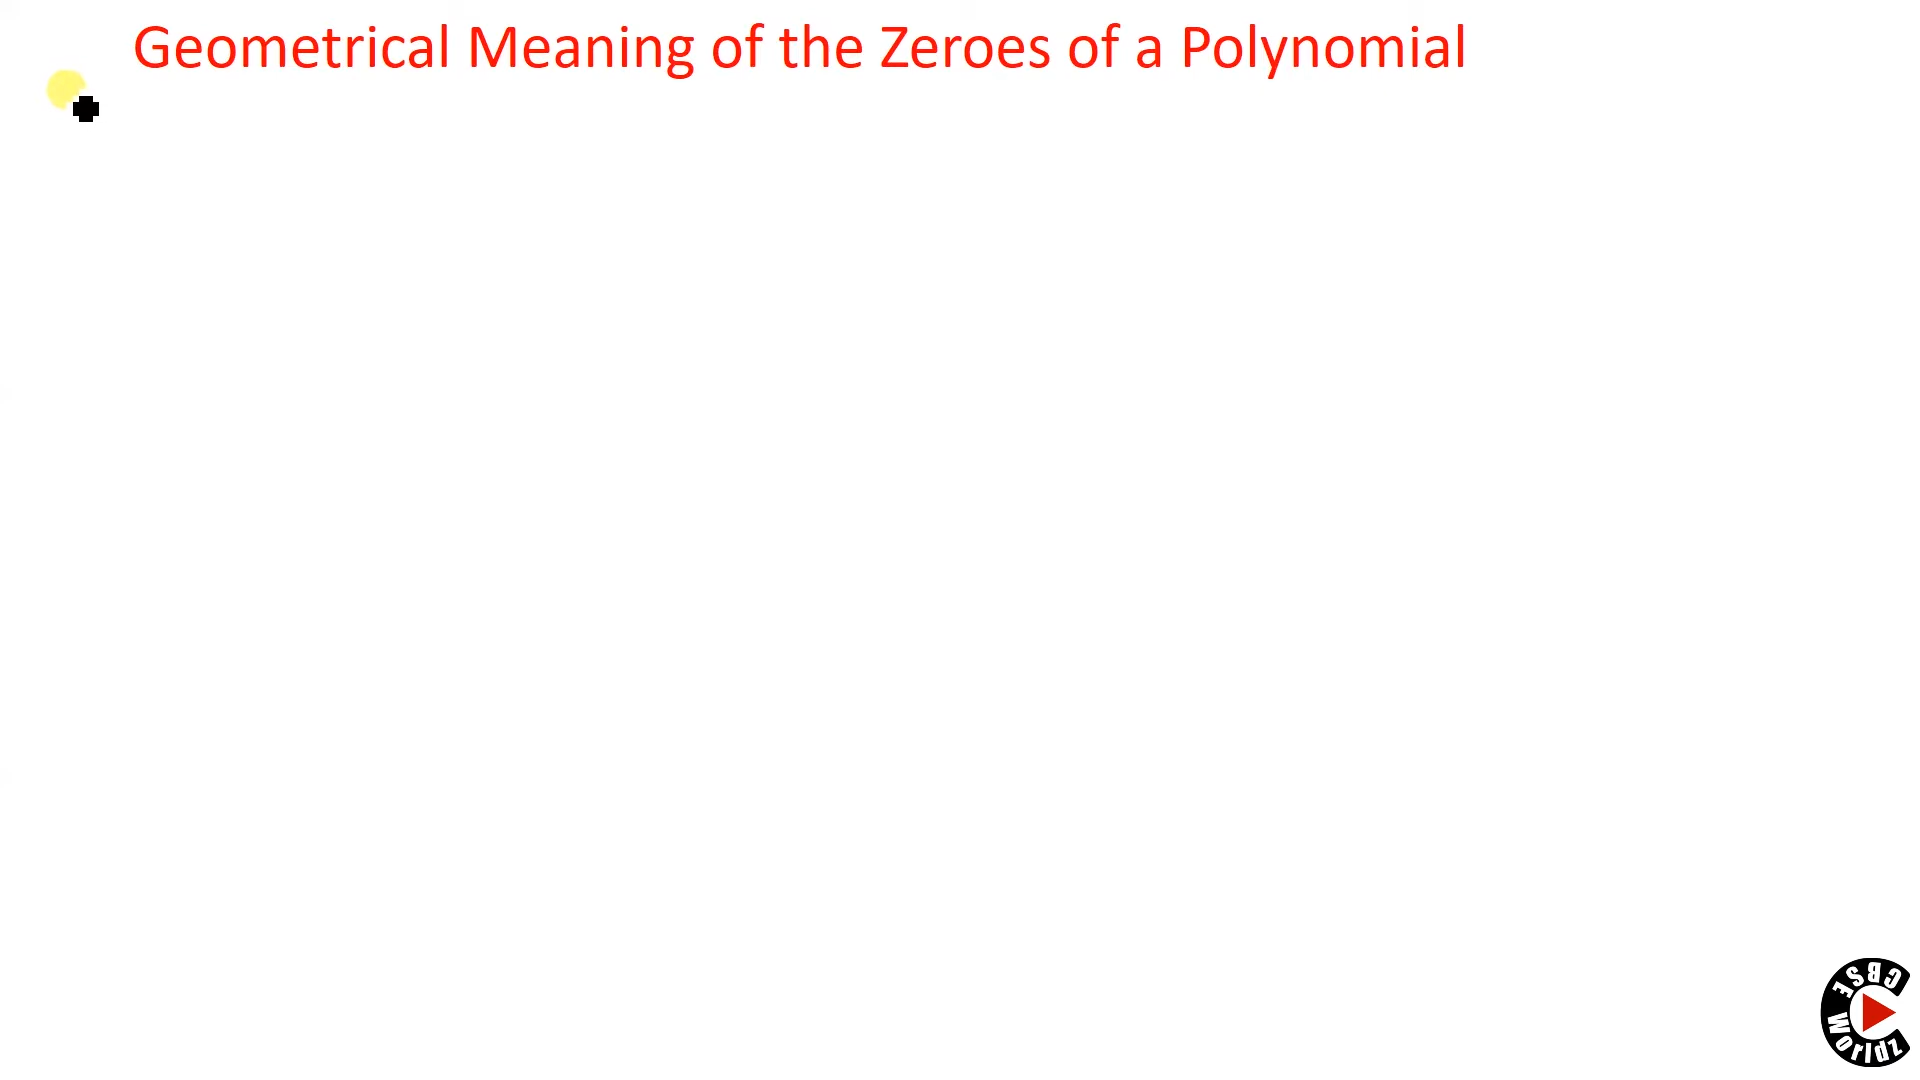 Geometrical Meaning of the Zeroes of a Polynomial
CBSE Worldz